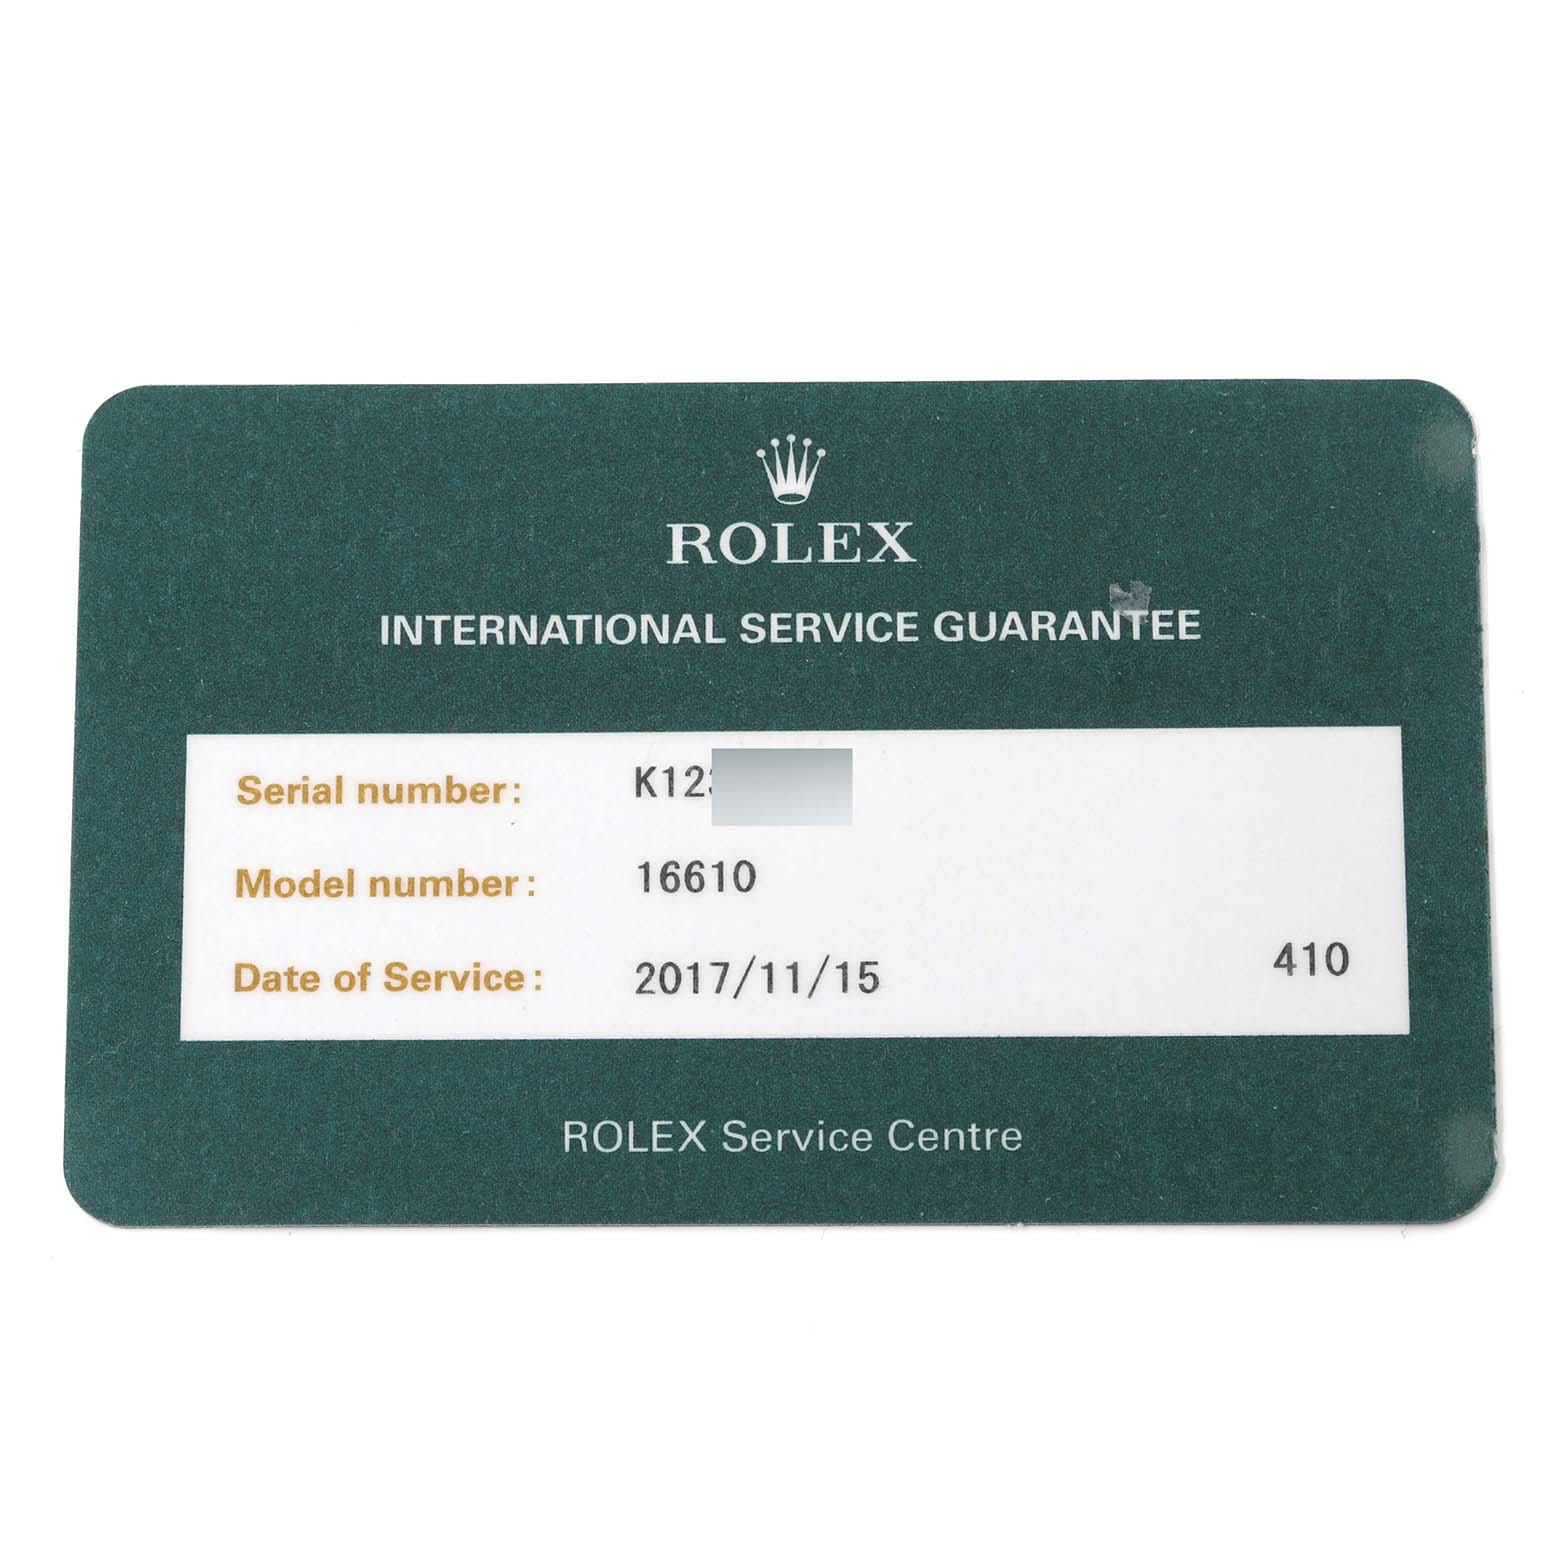 ROLEX
INTERNATIONAL SERVICE GUARANTEE
Serial number: K12
Model number: 16610
Date of Service: 2017/11/15 410
ROLEX Service Centre